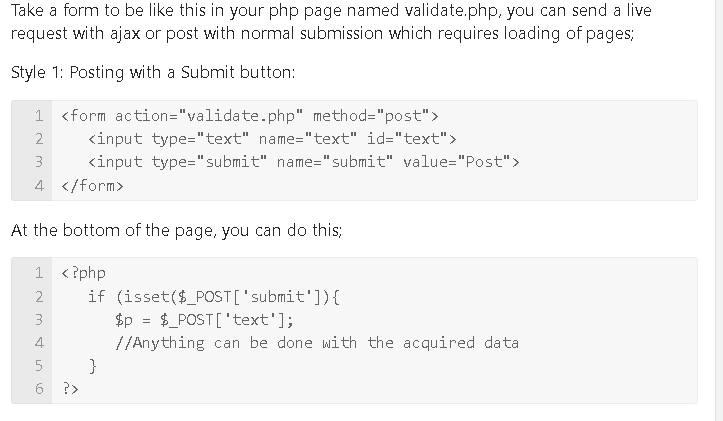 Take a form to be like this in your php page named validate.php, you can send a live
request with ajax or post with normal submission which requires loading of pages;
Style 1: Posting with a Submit button:
1 <form action="validate.php" method="post">
2 <input type="text" name="text" id="text">
3 <input type="submit" name="submit" value="Post">
4 </form>
At the bottom of the page, you can do this;
1 <?php
2 if (isset($_POST['submit']){
3 $p = $_POST['text'];
4 //Anything can be done with the acquired data
5 }
6 ?>